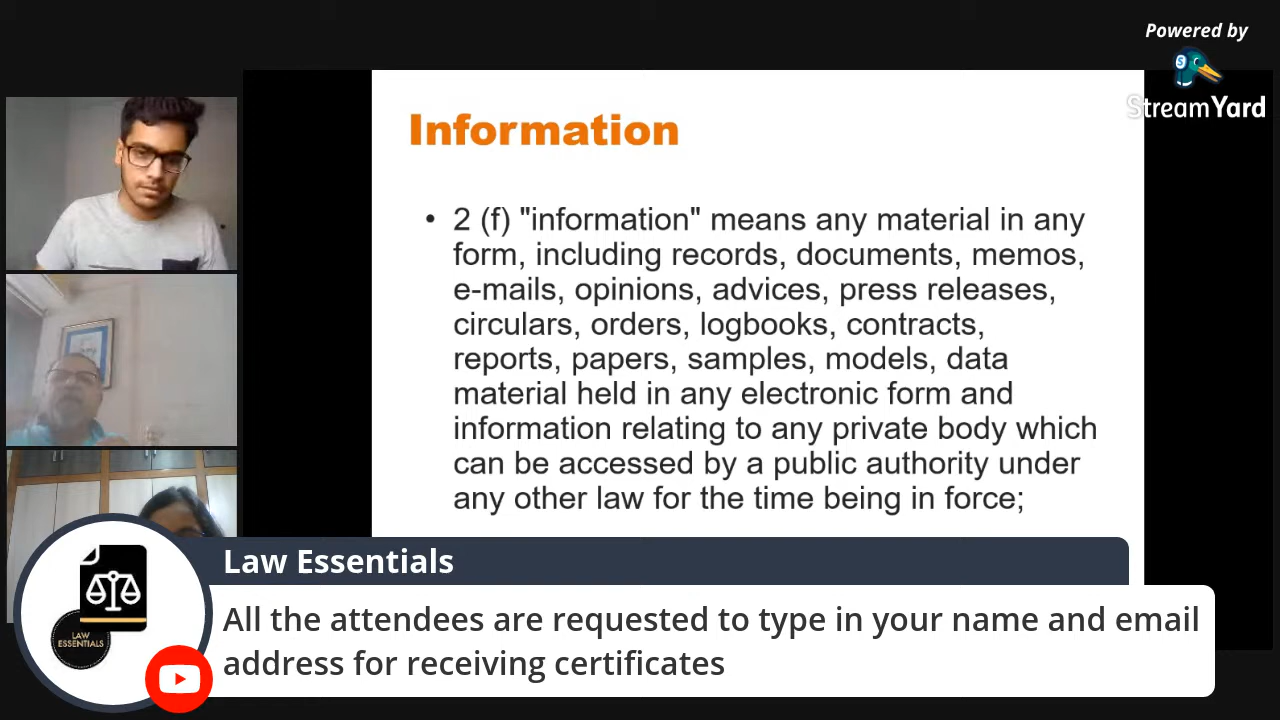 Powered by
StreamYard
Information
• 2 (f) "information" means any material in any
form, including records, documents, memos,
e-mails, opinions, advices, press releases,
circulars, orders, logbooks, contracts,
reports, papers, samples, models, data
material held in any electronic form and
information relating to any private body which
can be accessed by a public authority under
any other law for the time being in force;
Law Essentials
All the attendees are requested to type in your name and email
address for receiving certificates
LAW
ESSENTIALS